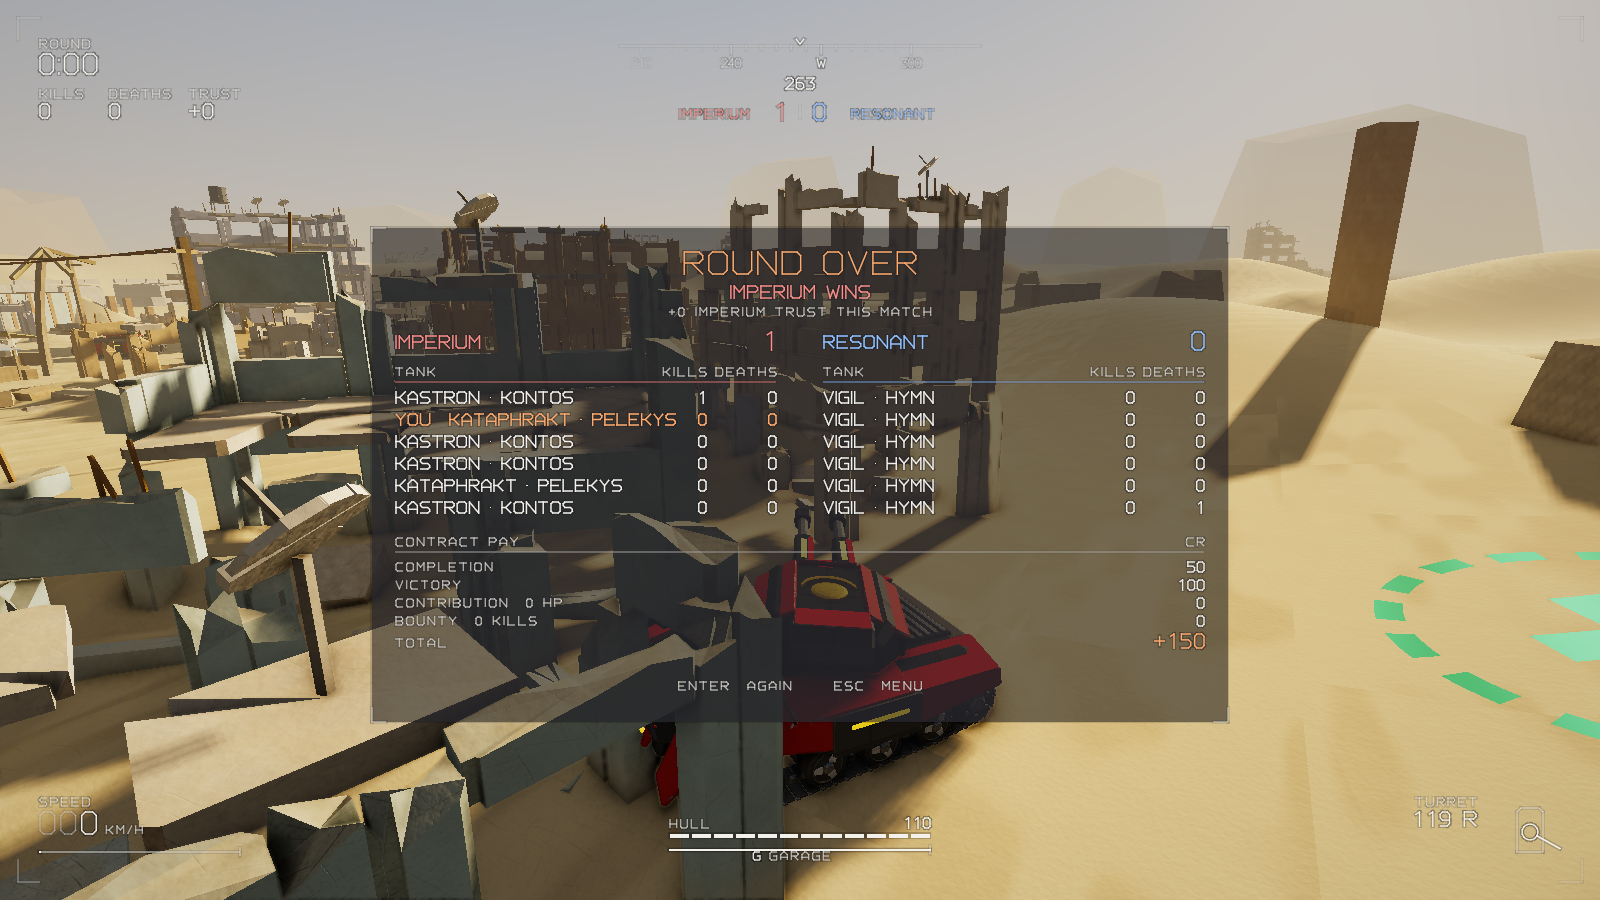 ROUND
0:00
KILLS DEATHS TRUST
0 0 +0
240 W 300
263
IMPERIUM 1 0 RESONANT
ROUND OVER
IMPERIUM WINS
+0 IMPERIUM TRUST THIS MATCH
IMPERIUM 1
TANK KILLS DEATHS
KASTRON · KONTOS 1 0
YOU KATAPHRAKT · PELEKYS 0 0
KASTRON · KONTOS 0 0
KASTRON · KONTOS 0 0
KATAPHRAKT · PELEKYS 0 0
KASTRON · KONTOS 0 0
RESONANT 0
TANK KILLS DEATHS
VIGIL · HYMN 0 0
VIGIL · HYMN 0 0
VIGIL · HYMN 0 0
VIGIL · HYMN 0 0
VIGIL · HYMN 0 0
VIGIL · HYMN 0 1
CONTRACT PAY CR
COMPLETION 50
VICTORY 100
CONTRIBUTION 0 HP 0
BOUNTY 0 KILLS 0
TOTAL +150
ENTER AGAIN ESC MENU
SPEED
000 KM/H
HULL 110
G GARAGE
TURRET
119 R